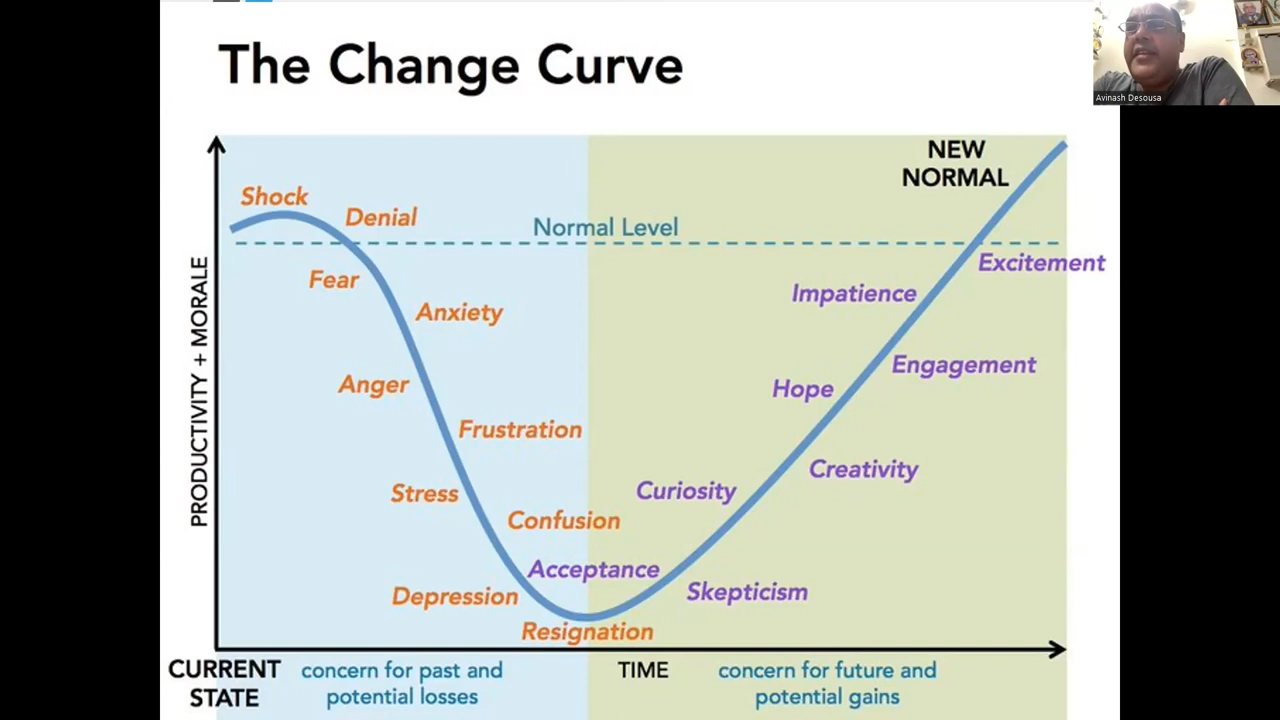 The Change Curve
Avinash Desousa
NEW
NORMAL
Shock
Denial
Normal Level
Fear
Excitement
Impatience
Anxiety
Engagement
Anger
Hope
Frustration
Creativity
Stress
Curiosity
Confusion
Acceptance
Depression
Skepticism
Resignation
PRODUCTIVITY + MORALE
CURRENT
STATE
concern for past and
potential losses
TIME
concern for future and
potential gains